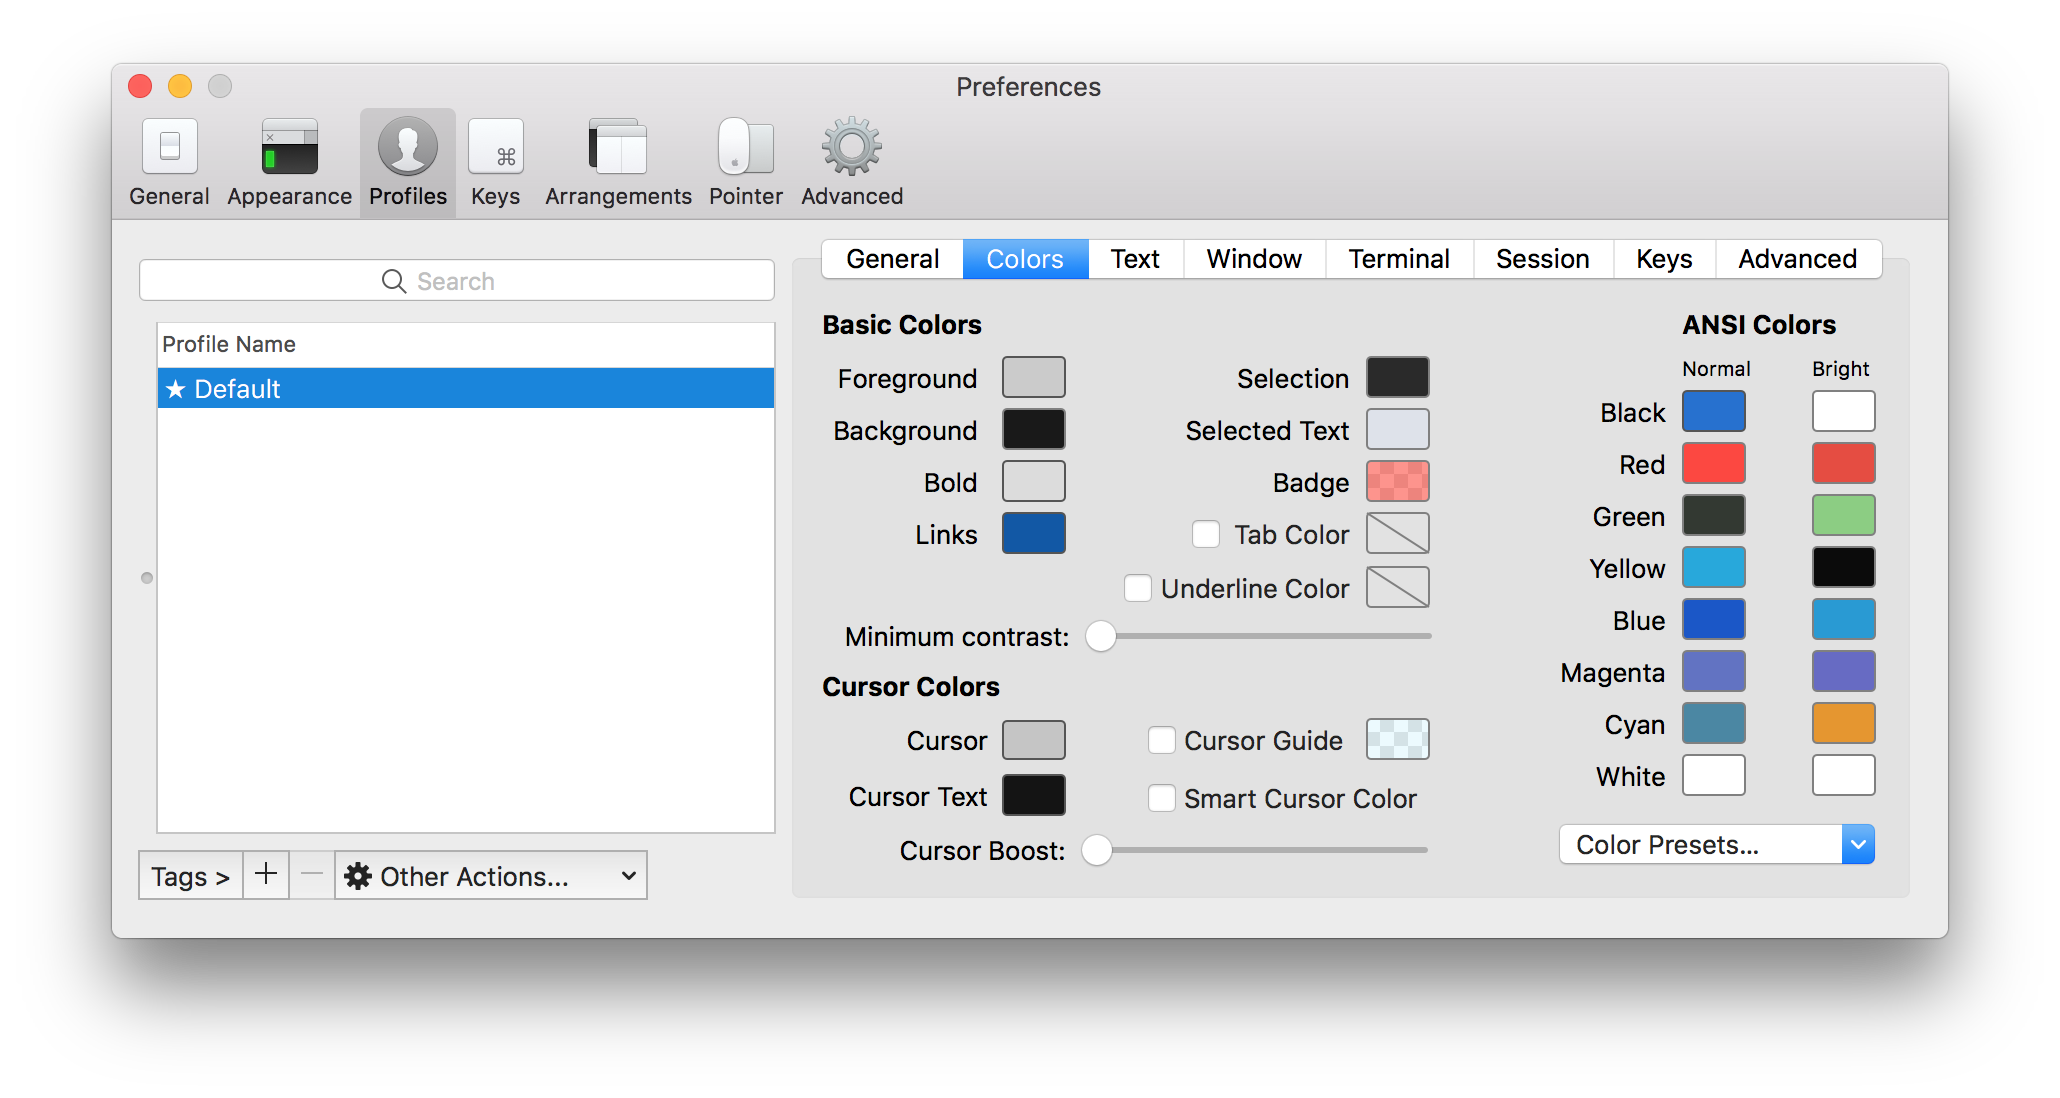 Preferences
General Appearance Profiles Keys Arrangements Pointer Advanced
Search
Profile Name
★ Default
Tags > + − Other Actions...
General Colors Text Window Terminal Session Keys Advanced
Basic Colors
Foreground
Background
Bold
Links
Selection
Selected Text
Badge
Tab Color
Underline Color
Minimum contrast:
Cursor Colors
Cursor
Cursor Text
Cursor Guide
Smart Cursor Color
Cursor Boost:
ANSI Colors
Normal Bright
Black
Red
Green
Yellow
Blue
Magenta
Cyan
White
Color Presets...